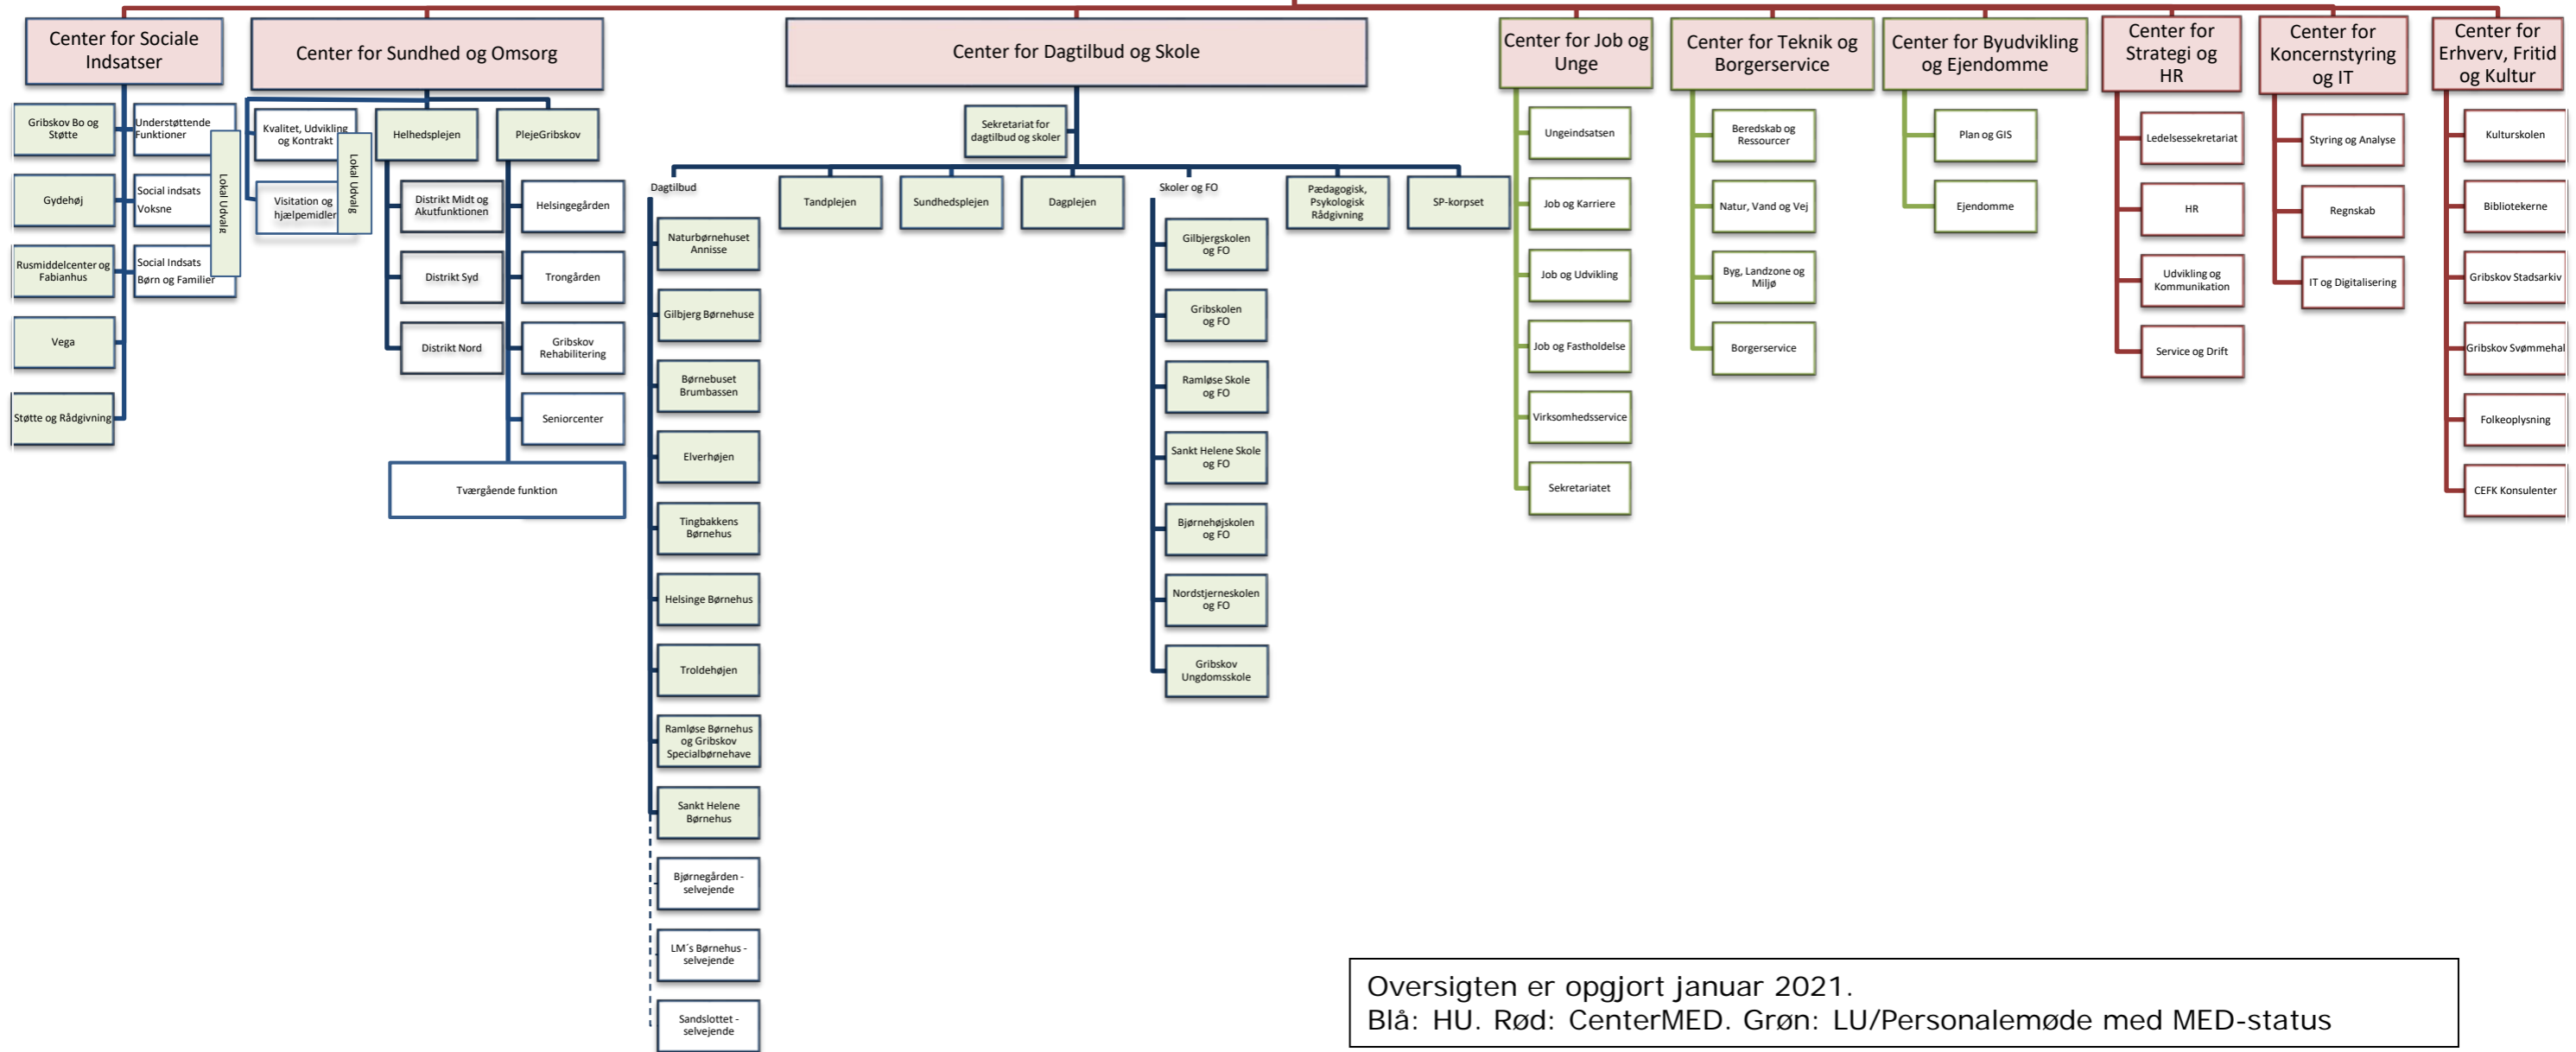 Center for Sociale
Indsatser
Gribskov Bo og
Støtte
Gydehøj
Rusmiddelcenter og
Fabianhus
Vega
Støtte og Rådgivning
Understøttende
Funktioner
Social indsats
Voksne
Social Indsats
Børn og Familier
Lokal Udvalg
Center for Sundhed og Omsorg
Kvalitet, Udvikling
og Kontrakt
Visitation og
hjælpemidler
Lokal Udvalg
Helhedsplejen
Distrikt Midt og
Akutfunktionen
Distrikt Syd
Distrikt Nord
PlejeGribskov
Helsingegården
Trongården
Gribskov
Rehabilitering
Seniorcenter
Tværgående funktion
Center for Dagtilbud og Skole
Sekretariat for
dagtilbud og skoler
Dagtilbud
Naturbørnehuset
Annisse
Gilbjerg Børnehuse
Børnebuset
Brumbassen
Elverhøjen
Tingbakkens
Børnehus
Helsinge Børnehus
Troldehøjen
Ramløse Børnehus
og Gribskov
Specialbørnehave
Sankt Helene
Børnehus
Bjørnegården -
selvejende
LM´s Børnehus -
selvejende
Sandslottet -
selvejende
Tandplejen
Sundhedsplejen
Dagplejen
Skoler og FO
Gilbjergskolen
og FO
Gribskolen
og FO
Ramløse Skole
og FO
Sankt Helene Skole
og FO
Bjørnehøjskolen
og FO
Nordstjerneskolen
og FO
Gribskov
Ungdomsskole
Pædagogisk,
Psykologisk
Rådgivning
SP-korpset
Center for Job og
Unge
Ungeindsatsen
Job og Karriere
Job og Udvikling
Job og Fastholdelse
Virksomhedsservice
Sekretariatet
Center for Teknik og
Borgerservice
Beredskab og
Ressourcer
Natur, Vand og Vej
Byg, Landzone og
Miljø
Borgerservice
Center for Byudvikling
og Ejendomme
Plan og GIS
Ejendomme
Center for
Strategi og
HR
Ledelsessekretariat
HR
Udvikling og
Kommunikation
Service og Drift
Center for
Koncernstyring
og IT
Styring og Analyse
Regnskab
IT og Digitalisering
Center for
Erhverv, Fritid
og Kultur
Kulturskolen
Bibliotekerne
Gribskov Stadsarkiv
Gribskov Svømmehal
Folkeoplysning
CEFK Konsulenter
Oversigten er opgjort januar 2021.
Blå: HU. Rød: CenterMED. Grøn: LU/Personalemøde med MED-status